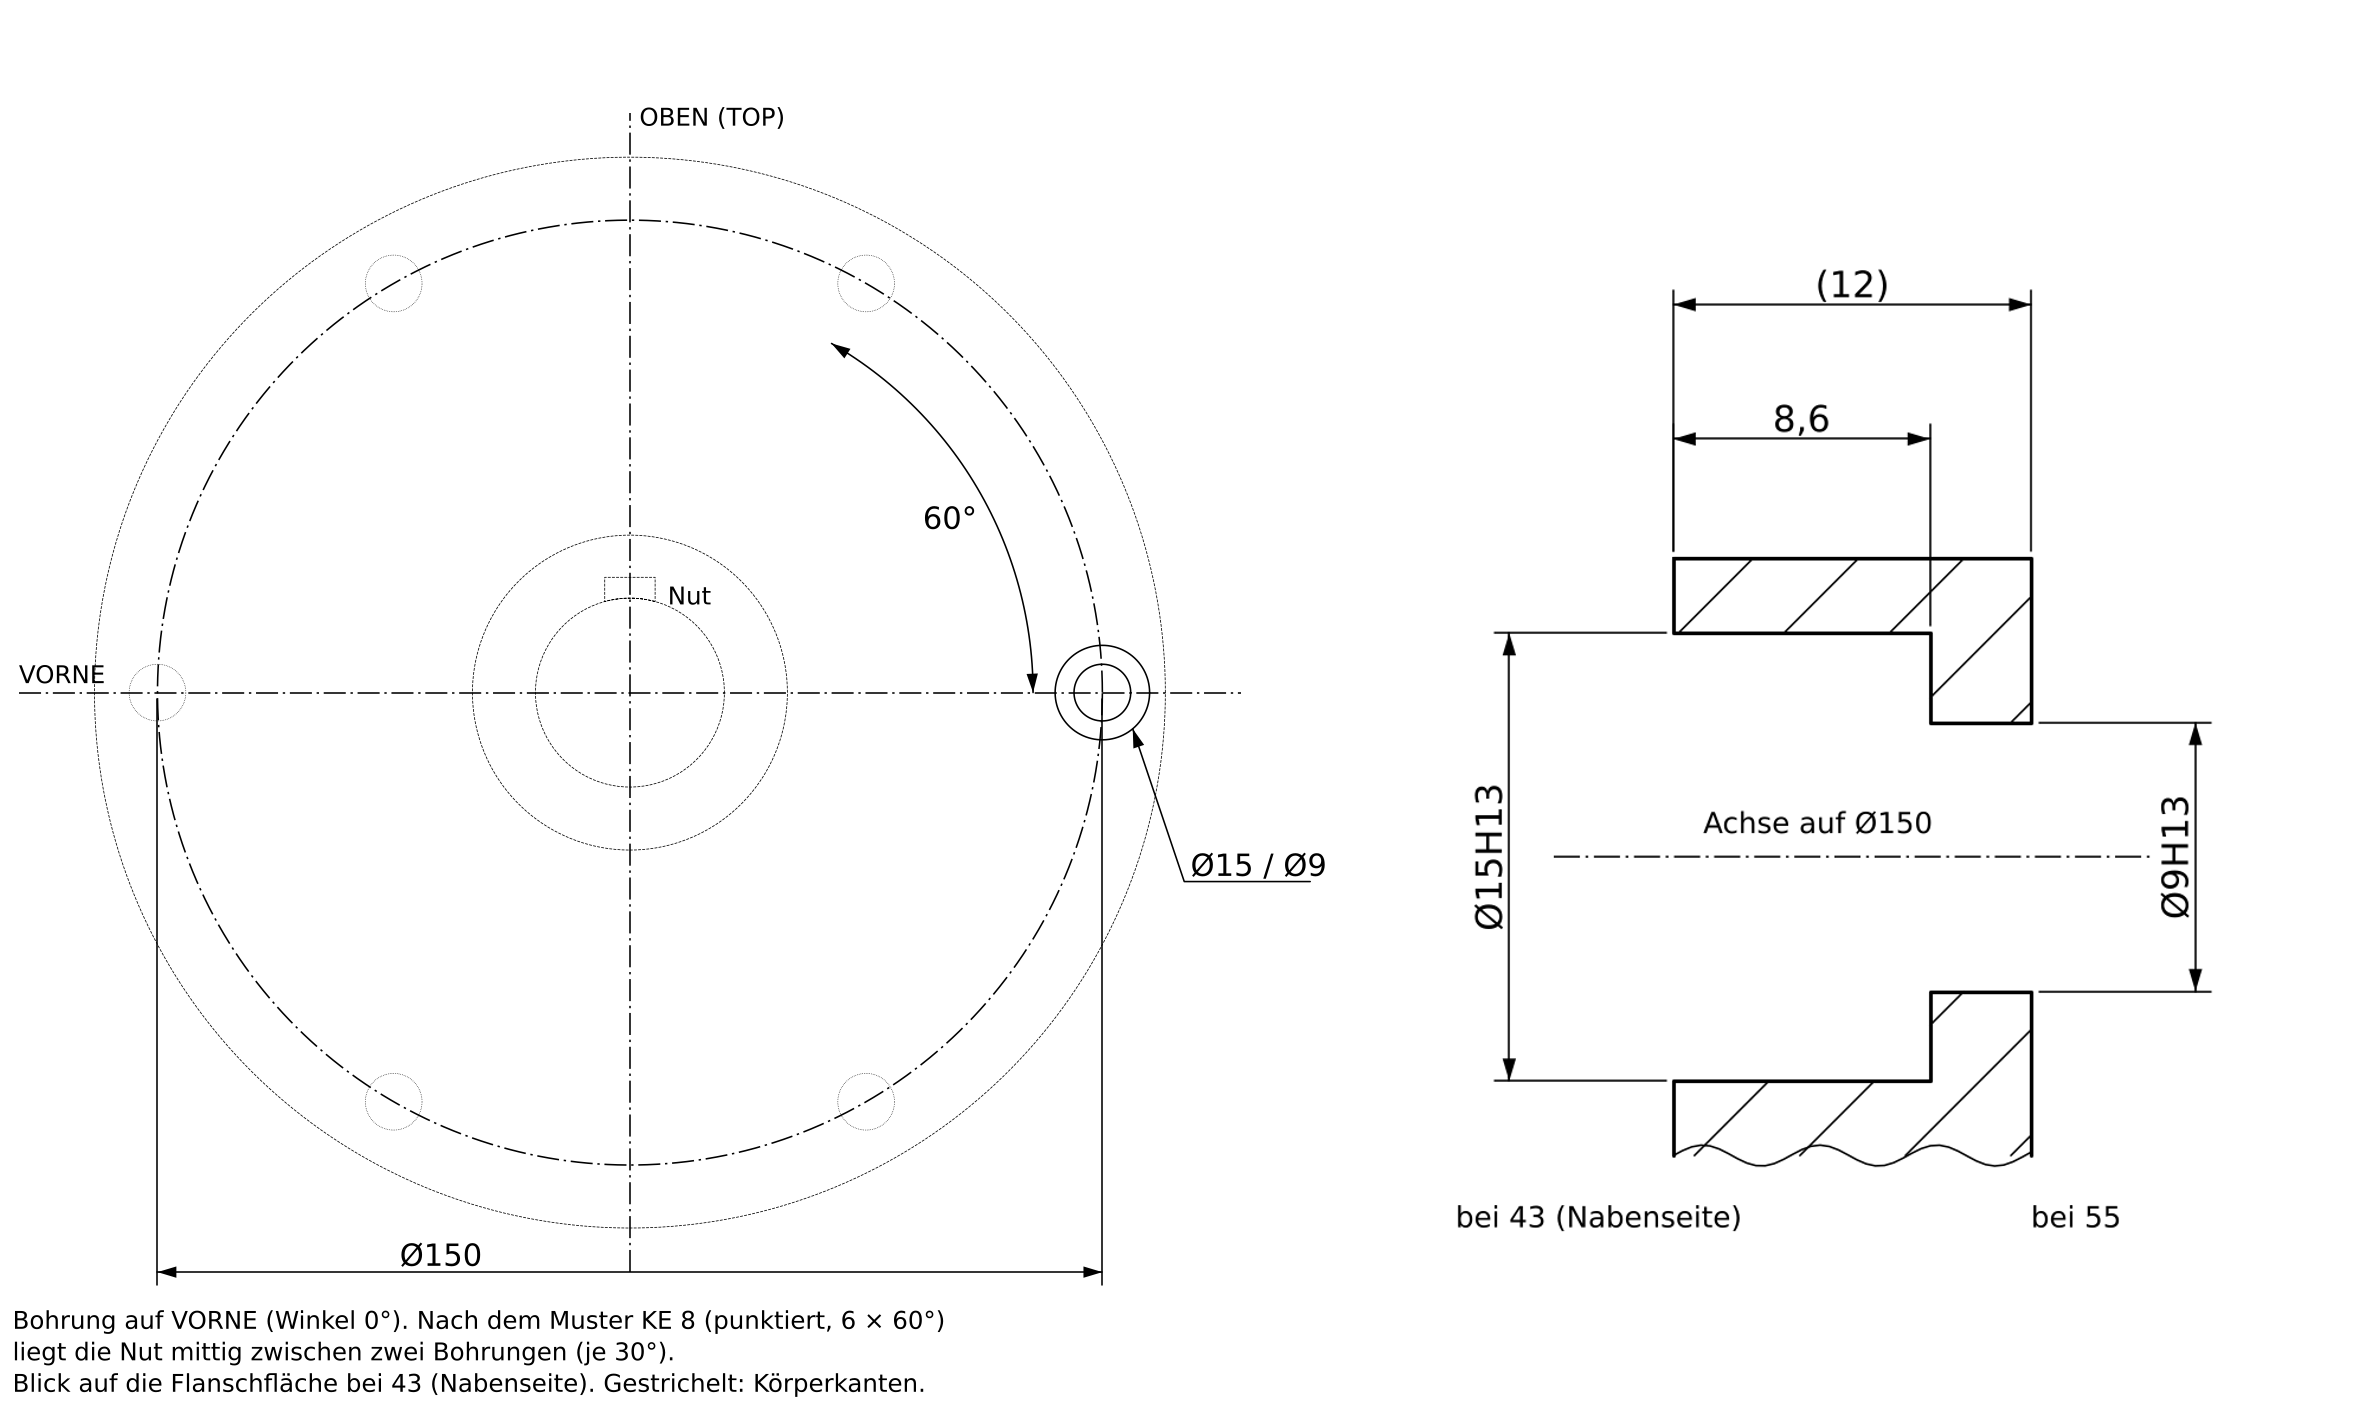 OBEN (TOP)
VORNE
Nut
60°
Ø15 / Ø9
Ø150
(12)
8,6
Ø15H13
Achse auf Ø150
Ø9H13
bei 43 (Nabenseite)
bei 55
Bohrung auf VORNE (Winkel 0°). Nach dem Muster KE 8 (punktiert, 6 × 60°)
liegt die Nut mittig zwischen zwei Bohrungen (je 30°).
Blick auf die Flanschfläche bei 43 (Nabenseite). Gestrichelt: Körperkanten.